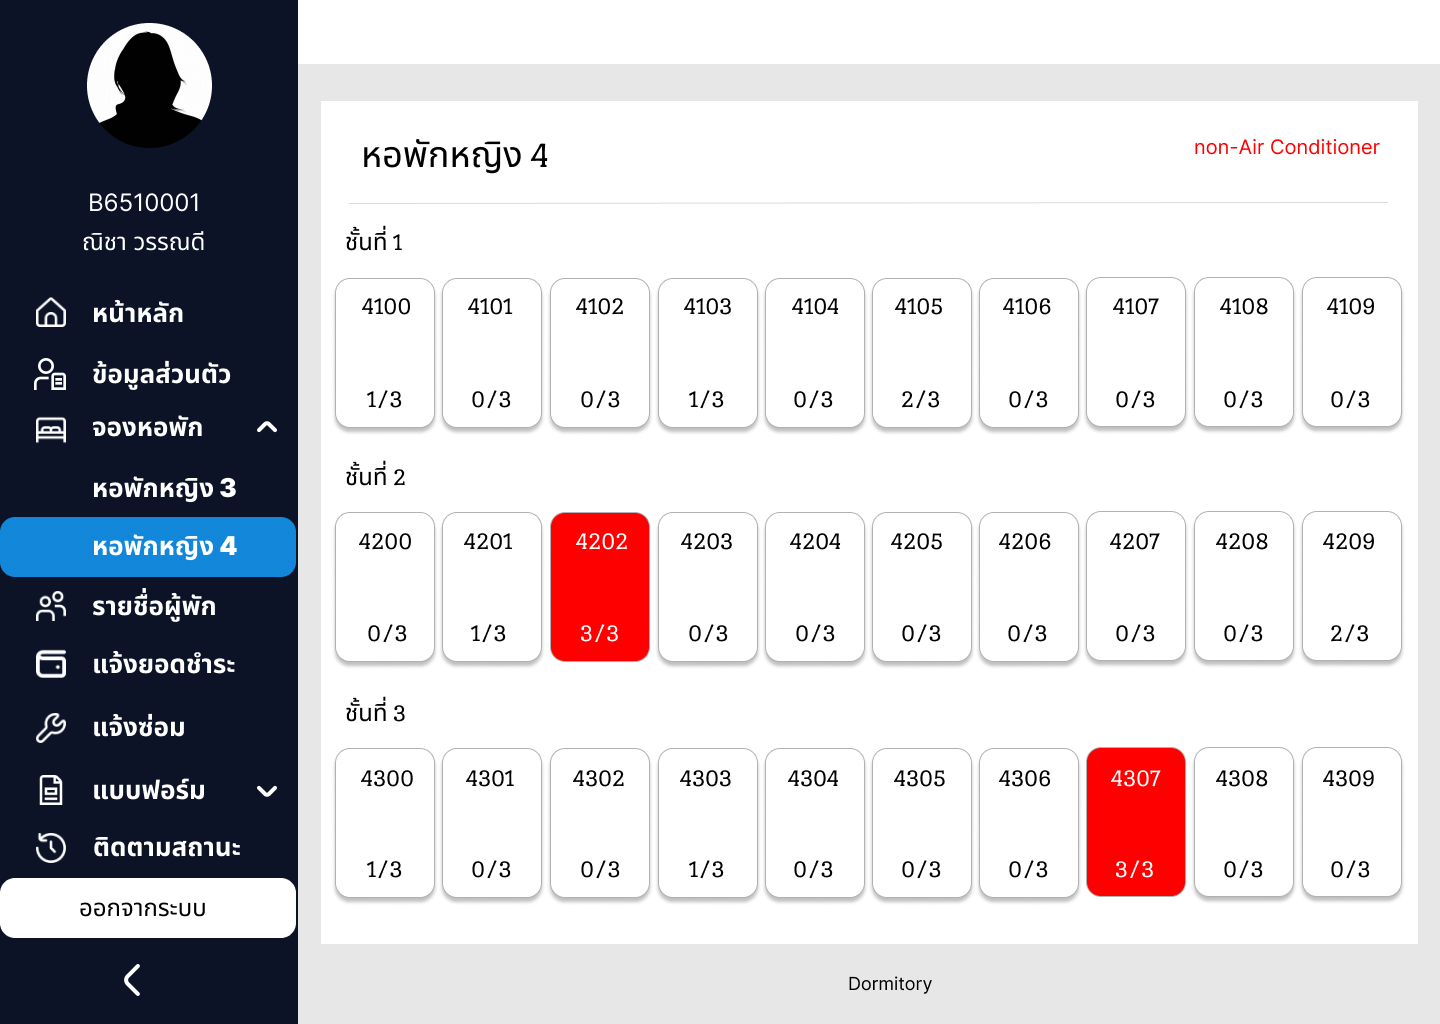 B6510001
ณิชา วรรณดี
หน้าหลัก
ข้อมูลส่วนตัว
จองหอพัก
หอพักหญิง 3
หอพักหญิง 4
รายชื่อผู้พัก
แจ้งยอดชำระ
แจ้งซ่อม
แบบฟอร์ม
ติดตามสถานะ
ออกจากระบบ
หอพักหญิง 4
non-Air Conditioner
ชั้นที่ 1
4100 4101 4102 4103 4104 4105 4106 4107 4108 4109
1/3 0/3 0/3 1/3 0/3 2/3 0/3 0/3 0/3 0/3
ชั้นที่ 2
4200 4201 4202 4203 4204 4205 4206 4207 4208 4209
0/3 1/3 3/3 0/3 0/3 0/3 0/3 0/3 0/3 2/3
ชั้นที่ 3
4300 4301 4302 4303 4304 4305 4306 4307 4308 4309
1/3 0/3 0/3 1/3 0/3 0/3 0/3 3/3 0/3 0/3
Dormitory